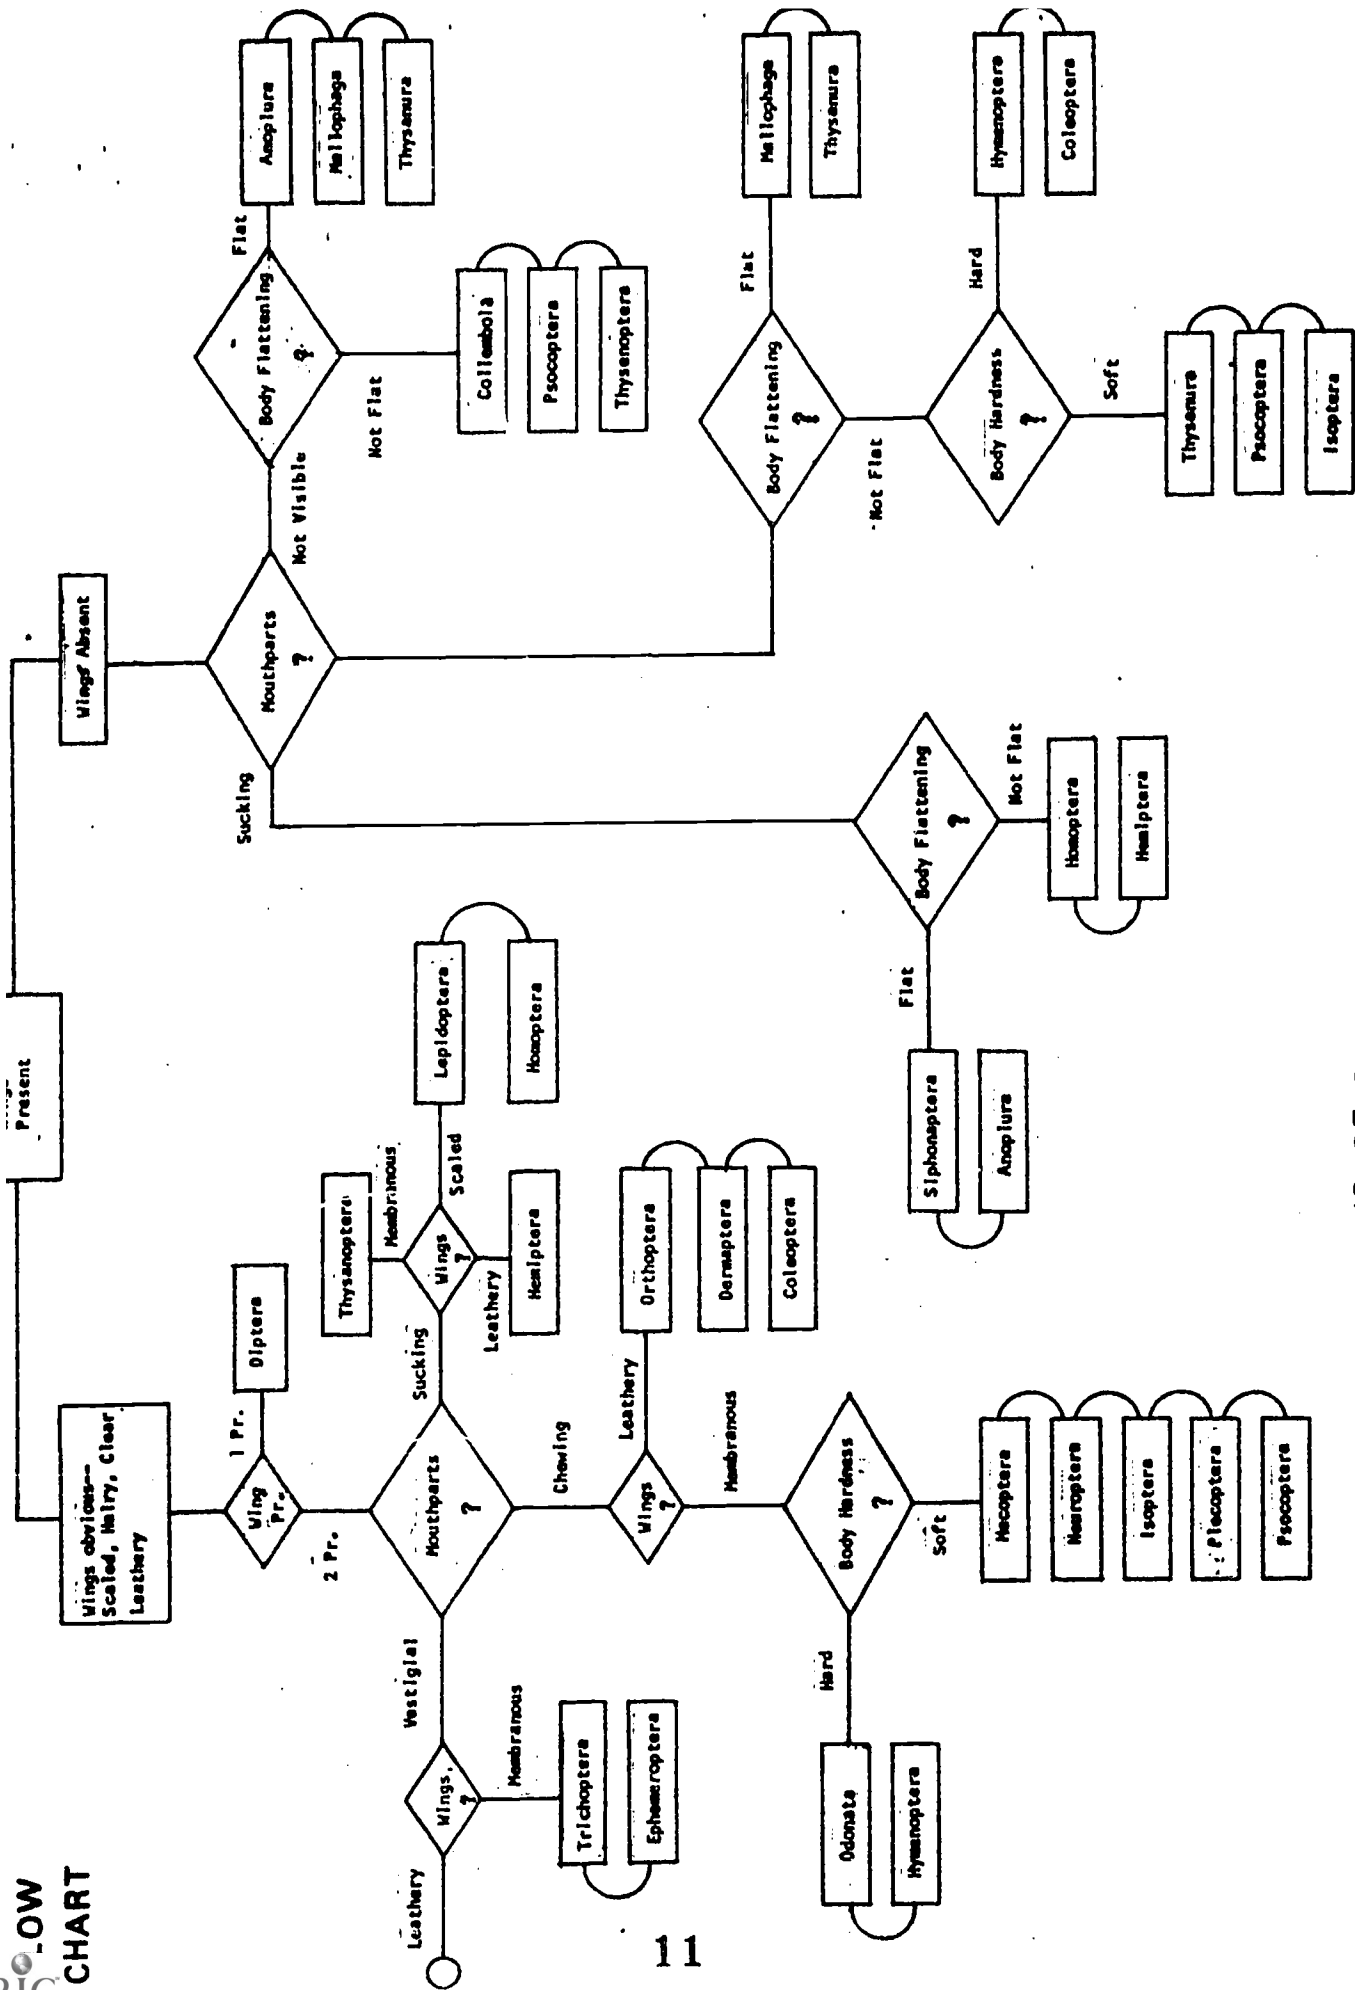 LOW
CHART
Present
Wings obvious--
Scaled, Hairy, Clear
Leathery
Wings Absent
Wing
Pr.
1 Pr.
Diptera
2 Pr.
Mouthparts
?
Vestigial
Wings
?
Leathery
Membranous
Trichoptera
Ephemeroptera
Sucking
Wings
?
Membranous
Thysanoptera
Scaled
Lepidoptera
Homoptera
Leathery
Hemiptera
Chewing
Wings
?
Leathery
Orthoptera
Dermaptera
Coleoptera
Membranous
Body Hardness
?
Hard
Odonata
Hymenoptera
Soft
Mecoptera
Neuroptera
Isoptera
Plecoptera
Psocoptera
Mouthparts
?
Sucking
Body Flattening
?
Flat
Siphonaptera
Anoplura
Not Flat
Homoptera
Hemiptera
Not Visible
Body Flattening
?
Flat
Anoplura
Mallophaga
Thysanura
Not Flat
Collembola
Psocoptera
Thysanoptera
Body Flattening
?
Flat
Mallophaga
Thysanura
Not Flat
Body Hardness
?
Hard
Hymenoptera
Coleoptera
Soft
Thysanura
Psocoptera
Isoptera
11